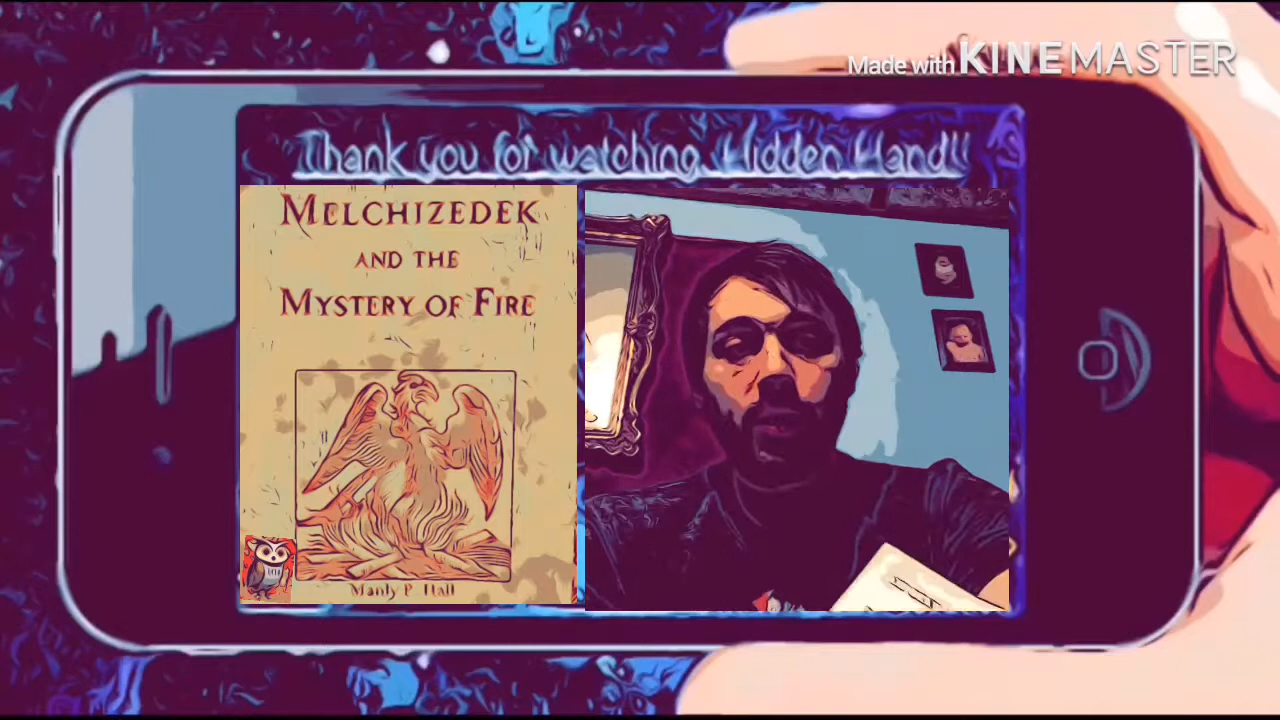 Made with KINEMASTER
Thank you for watching Hidden Hand!!
MELCHIZEDEK
AND THE
MYSTERY OF FIRE
Manly P. Hall